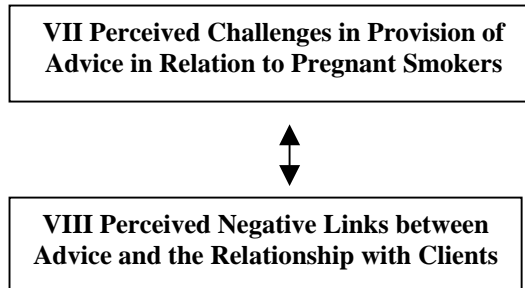 VII Perceived Challenges in Provision of
Advice in Relation to Pregnant Smokers
VIII Perceived Negative Links between
Advice and the Relationship with Clients